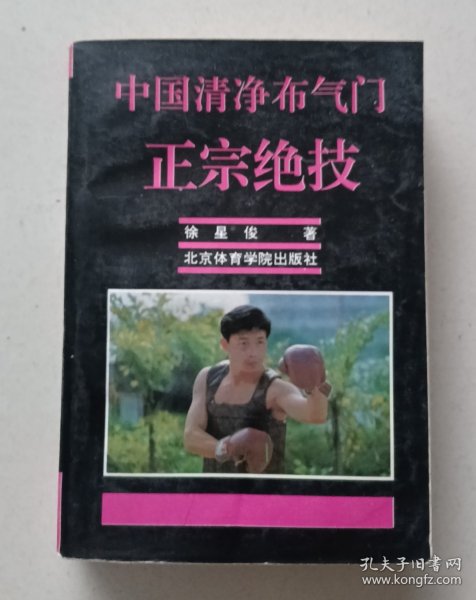 中国清净布气门
正宗绝技
徐星俊 著
北京体育学院出版社
孔夫子旧书网
www.kongfz.com